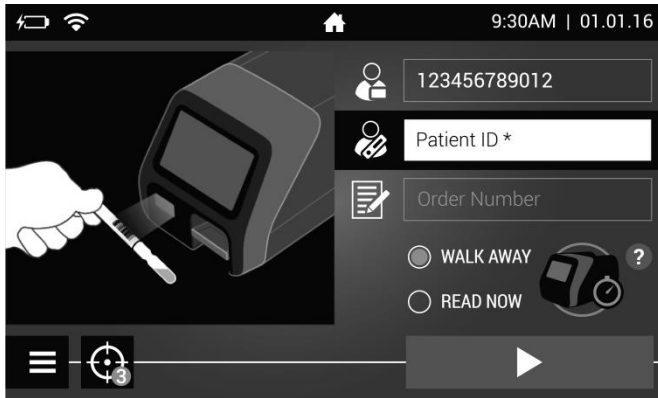 9:30AM | 01.01.16
123456789012
Patient ID *
Order Number
WALK AWAY
?
READ NOW
3